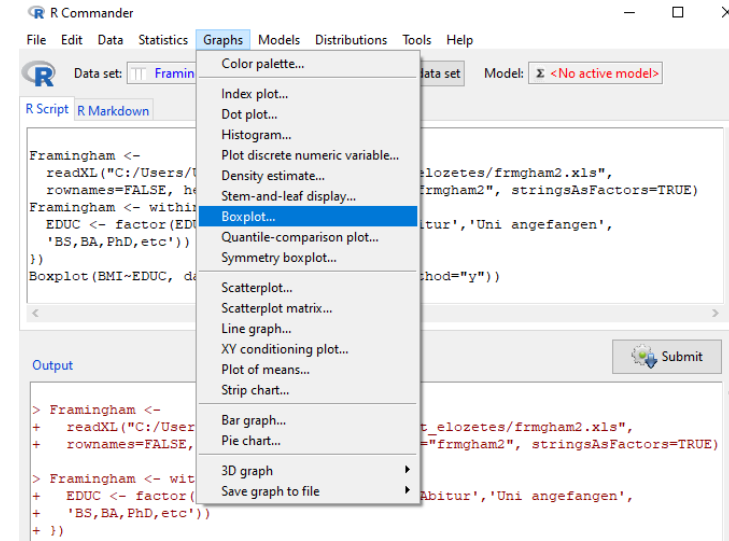 R Commander
File Edit Data Statistics Graphs Models Distributions Tools Help
Data set: Framin
data set
Model: Σ <No active model>
R Script R Markdown
Color palette...
Index plot...
Dot plot...
Histogram...
Plot discrete numeric variable...
Density estimate...
Stem-and-leaf display...
Boxplot...
Quantile-comparison plot...
Symmetry boxplot...
Scatterplot...
Scatterplot matrix...
Line graph...
XY conditioning plot...
Plot of means...
Strip chart...
Bar graph...
Pie chart...
3D graph
Save graph to file
Framingham <-
readXL("C:/Users/ elozetes/frmgham2.xls",
rownames=FALSE, he frmgham2", stringsAsFactors=TRUE)
Framingham <- within
EDUC <- factor(EDU itur','Uni angefangen',
'BS,BA,PhD,etc'))
})
Boxplot(BMI~EDUC, da hod="y"))
Submit
Output
> Framingham <-
+ readXL("C:/User t_elozetes/frmgham2.xls",
+ rownames=FALSE, ="frmgham2", stringsAsFactors=TRUE)
> Framingham <- wit
+ EDUC <- factor( Abitur','Uni angefangen',
+ 'BS,BA,PhD,etc'))
+ })